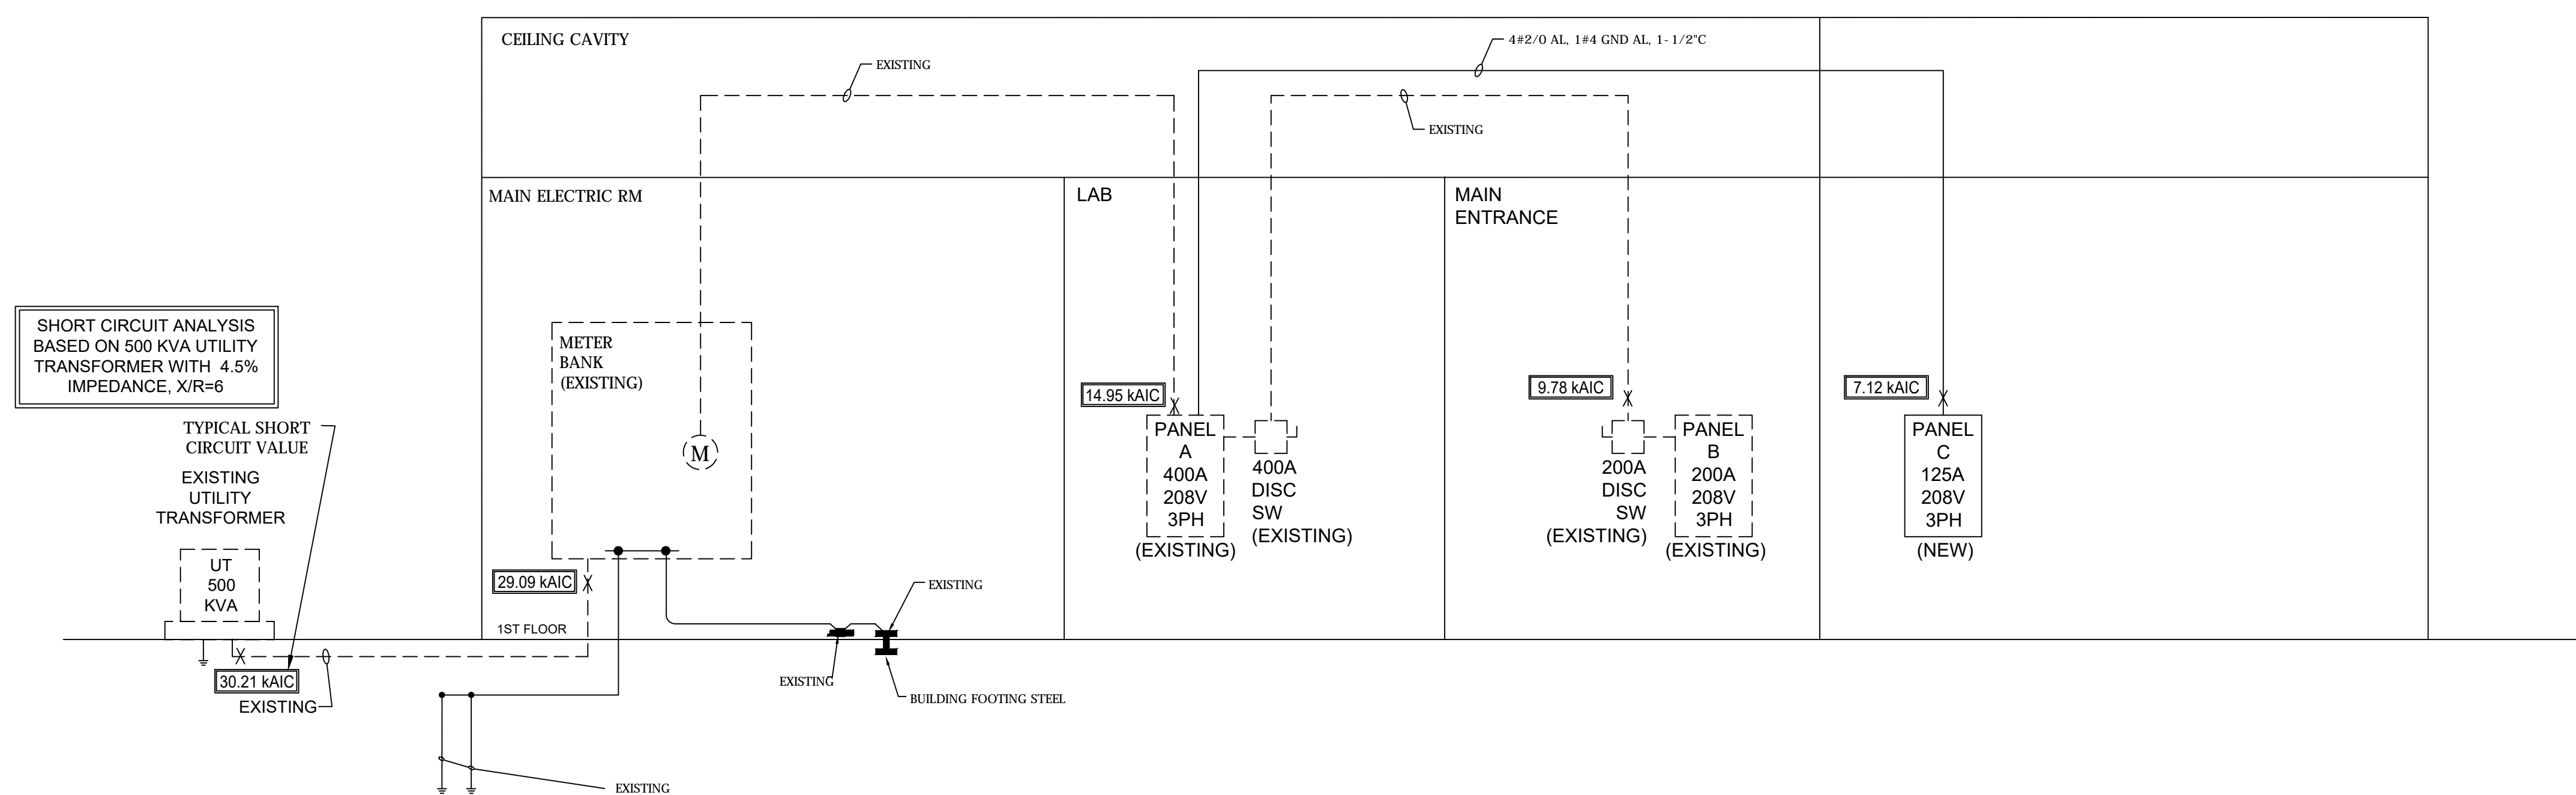 CEILING CAVITY
EXISTING
4#2/0 AL, 1#4 GND AL, 1-1/2"C
EXISTING
MAIN ELECTRIC RM
LAB
MAIN
ENTRANCE
SHORT CIRCUIT ANALYSIS
BASED ON 500 KVA UTILITY
TRANSFORMER WITH 4.5%
IMPEDANCE, X/R=6
TYPICAL SHORT
CIRCUIT VALUE
EXISTING
UTILITY
TRANSFORMER
UT
500
KVA
30.21 kAIC
EXISTING
METER
BANK
(EXISTING)
M
29.09 kAIC
1ST FLOOR
EXISTING
EXISTING
BUILDING FOOTING STEEL
EXISTING
14.95 kAIC
PANEL
A
400A
208V
3PH
(EXISTING)
400A
DISC
SW
(EXISTING)
9.78 kAIC
200A
DISC
SW
(EXISTING)
PANEL
B
200A
208V
3PH
(EXISTING)
7.12 kAIC
PANEL
C
125A
208V
3PH
(NEW)